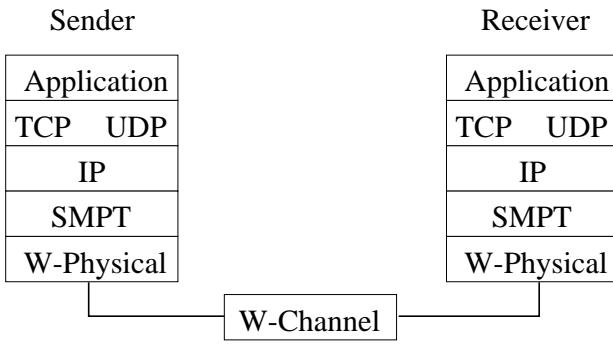 Sender Receiver
Application Application
TCP UDP TCP UDP
IP IP
SMPT SMPT
W-Physical W-Physical
W-Channel